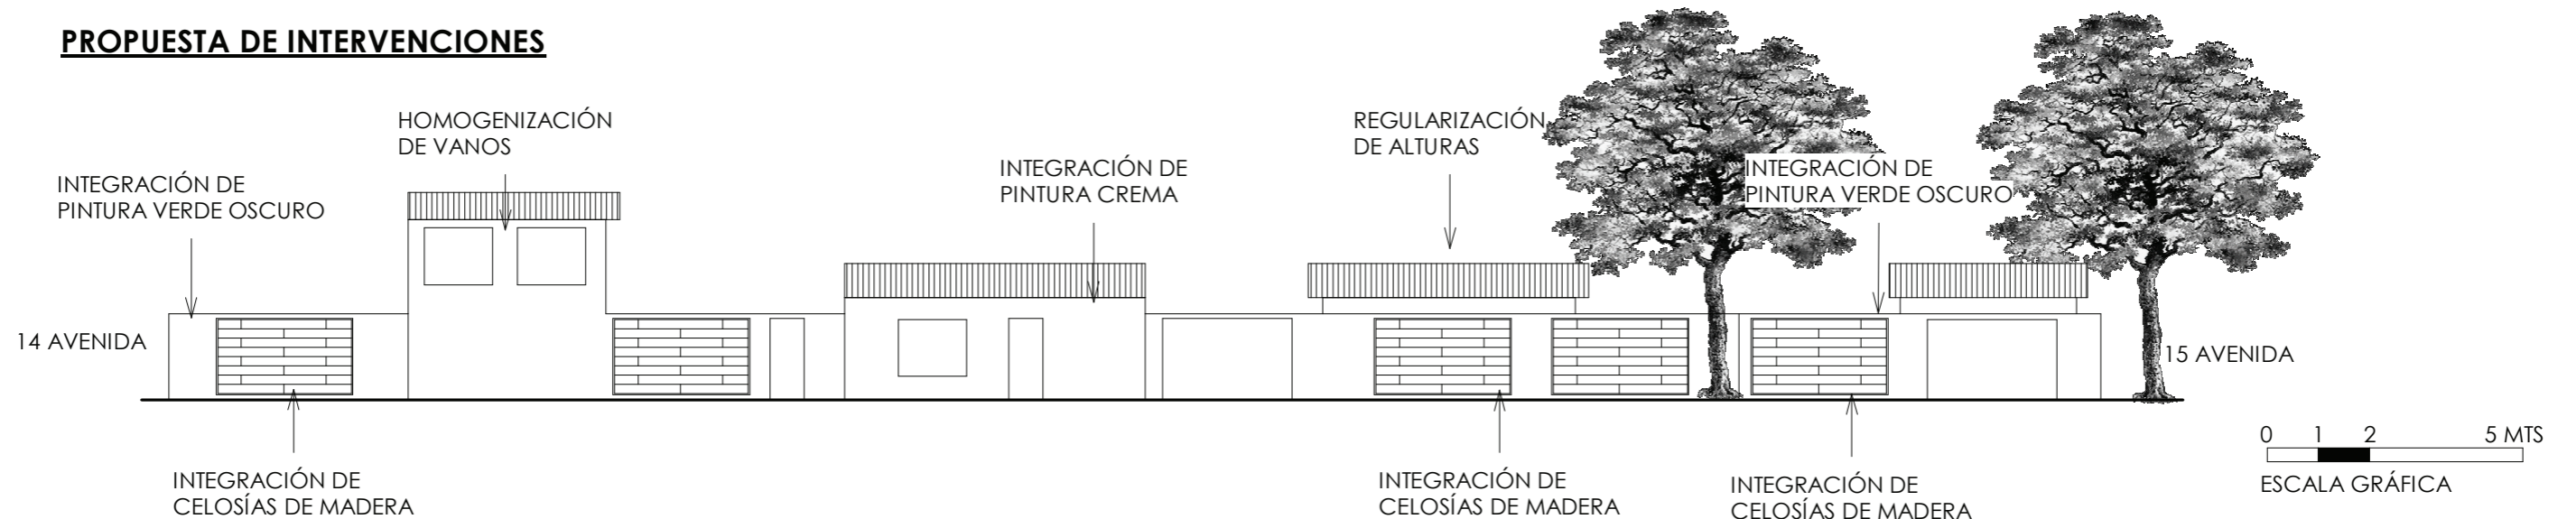 PROPUESTA DE INTERVENCIONES
HOMOGENIZACIÓN
DE VANOS
REGULARIZACIÓN
DE ALTURAS
INTEGRACIÓN DE
PINTURA VERDE OSCURO
INTEGRACIÓN DE
PINTURA CREMA
INTEGRACIÓN DE
PINTURA VERDE OSCURO
14 AVENIDA
15 AVENIDA
INTEGRACIÓN DE
CELOSÍAS DE MADERA
INTEGRACIÓN DE
CELOSÍAS DE MADERA
INTEGRACIÓN DE
CELOSÍAS DE MADERA
0 1 2 5 MTS
ESCALA GRÁFICA